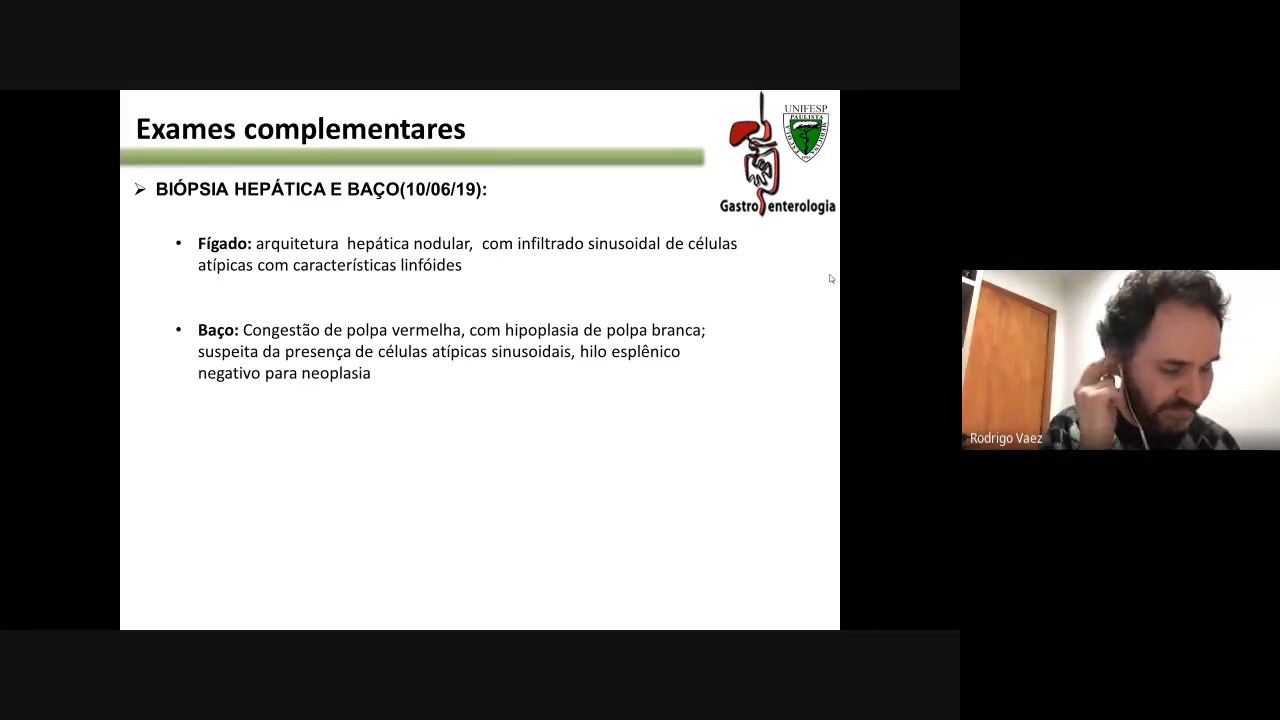 Exames complementares
UNIFESP
PAULISTA
Gastroenterologia
BIÓPSIA HEPÁTICA E BAÇO(10/06/19):
Fígado: arquitetura hepática nodular, com infiltrado sinusoidal de células
atípicas com características linfóides
Baço: Congestão de polpa vermelha, com hipoplasia de polpa branca;
suspeita da presença de células atípicas sinusoidais, hilo esplênico
negativo para neoplasia
Rodrigo Vaez